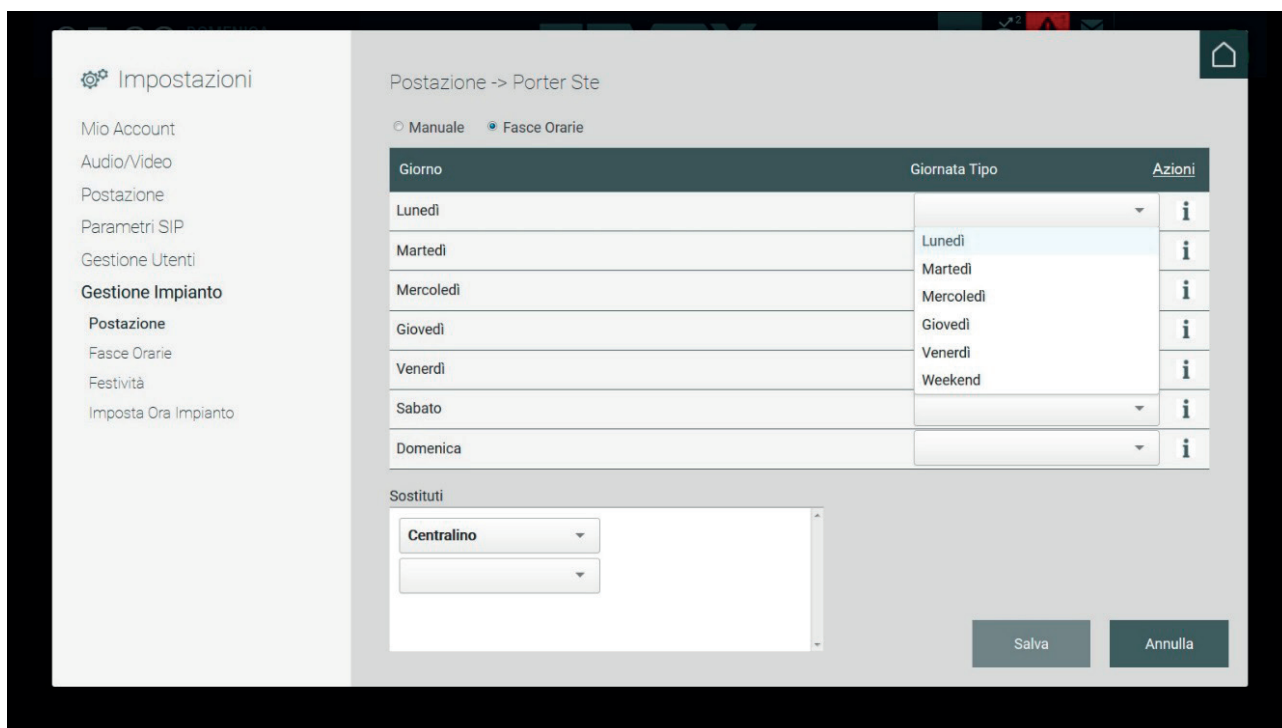 Impostazioni
Mio Account
Audio/Video
Postazione
Parametri SIP
Gestione Utenti
Gestione Impianto
Postazione
Fasce Orarie
Festività
Imposta Ora Impianto
Postazione -> Porter Ste
Manuale Fasce Orarie
Giorno Giornata Tipo Azioni
Lunedì
Martedì
Mercoledì
Giovedì
Venerdì
Sabato
Domenica
Lunedì
Martedì
Mercoledì
Giovedì
Venerdì
Weekend
Sostituti
Centralino
Salva Annulla